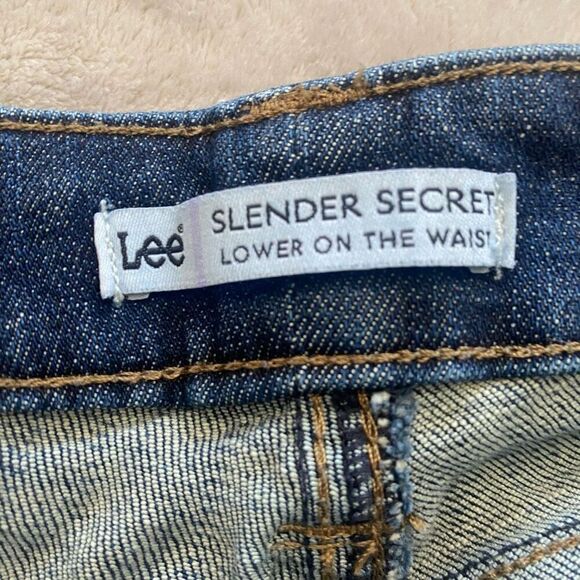 Lee®
SLENDER SECRET
LOWER ON THE WAIST